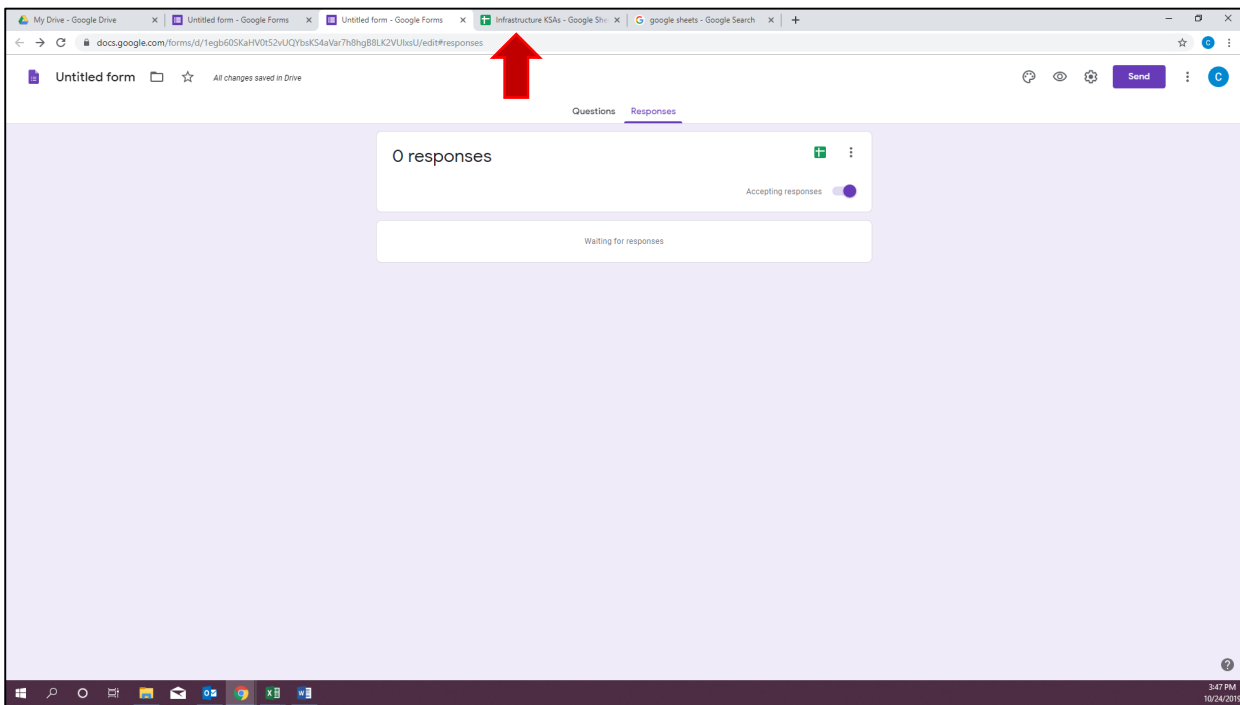 My Drive - Google Drive
Untitled form - Google Forms
Untitled form - Google Forms
Infrastructure KSAs - Google She
google sheets - Google Search
docs.google.com/forms/d/1egb60SKaHV0t52vUQYbsKS4aVar7h8hgB8LK2VUlxsU/edit#responses
Untitled form
All changes saved in Drive
Send
C
Questions Responses
0 responses
Accepting responses
Waiting for responses
3:47 PM
10/24/2019